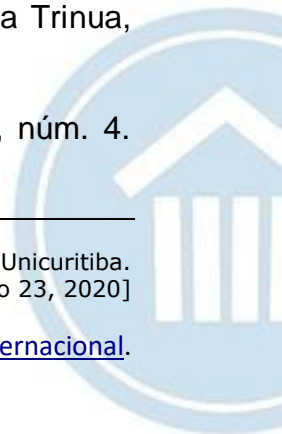 a Trinua,
, núm. 4.
Unicuritiba.
o 23, 2020]
ernacional.